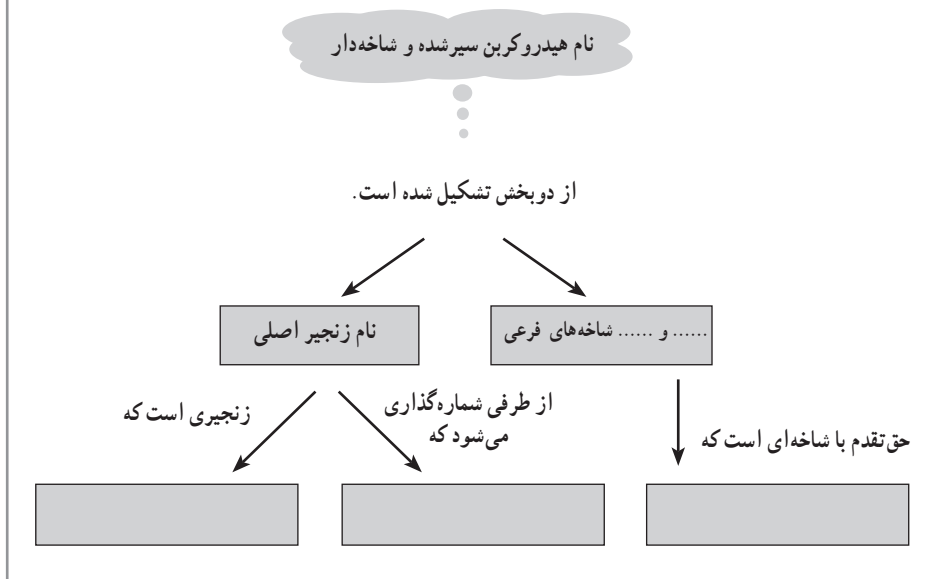 نام هیدروکربن سیرشده و شاخه‌دار
از دوبخش تشکیل شده است.
...... و ...... شاخه‌های فرعی
نام زنجیر اصلی
حق‌تقدم با شاخه‌ای است که
از طرفی شماره‌گذاری
می‌شود که
زنجیری است که